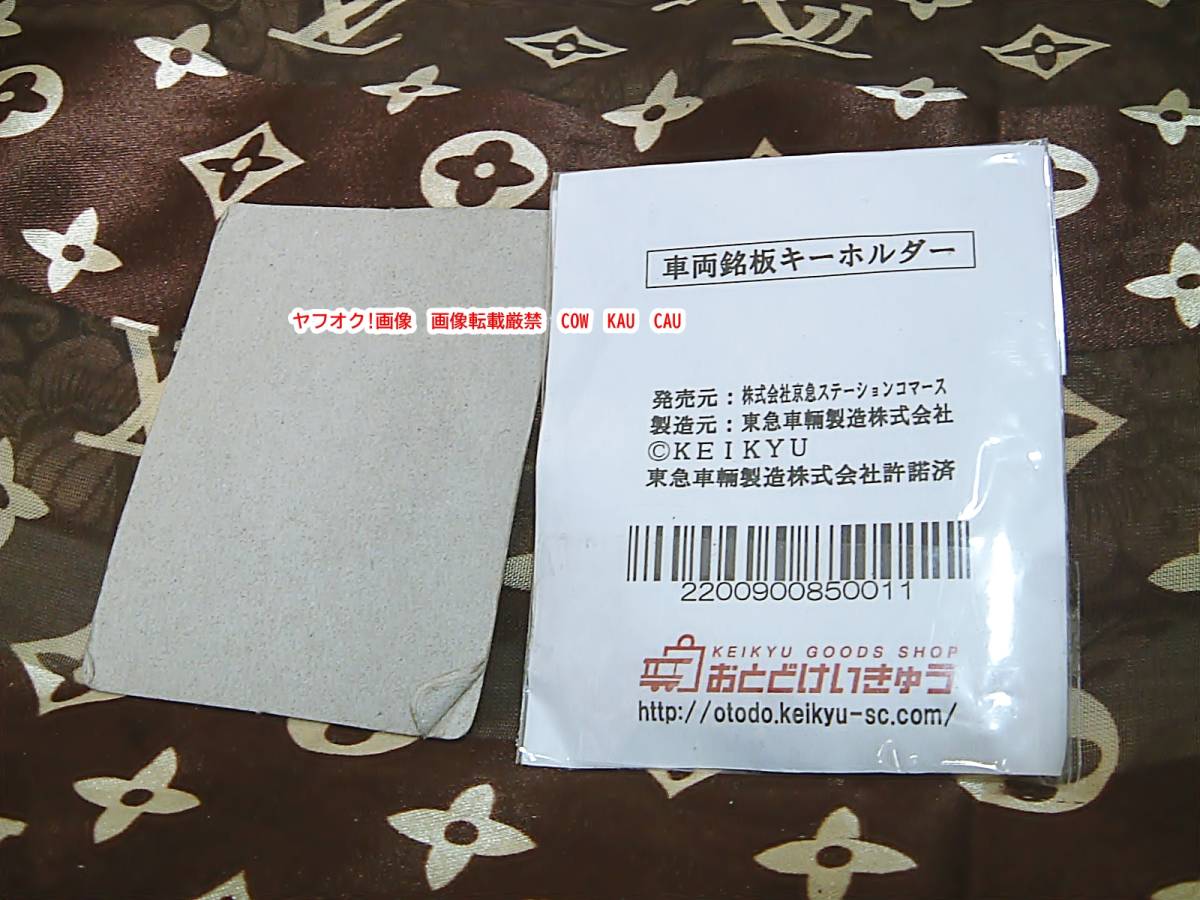 車両銘板キーホルダー
ヤフオク!画像 画像転載厳禁 COW KAU CAU
発売元：株式会社京急ステーションコマース
製造元：東急車輛製造株式会社
©KEIKYU
東急車輛製造株式会社許諾済
2200900850011
KEIKYU GOODS SHOP
おとどけいきゅう
http://otodo.keikyu-sc.com/